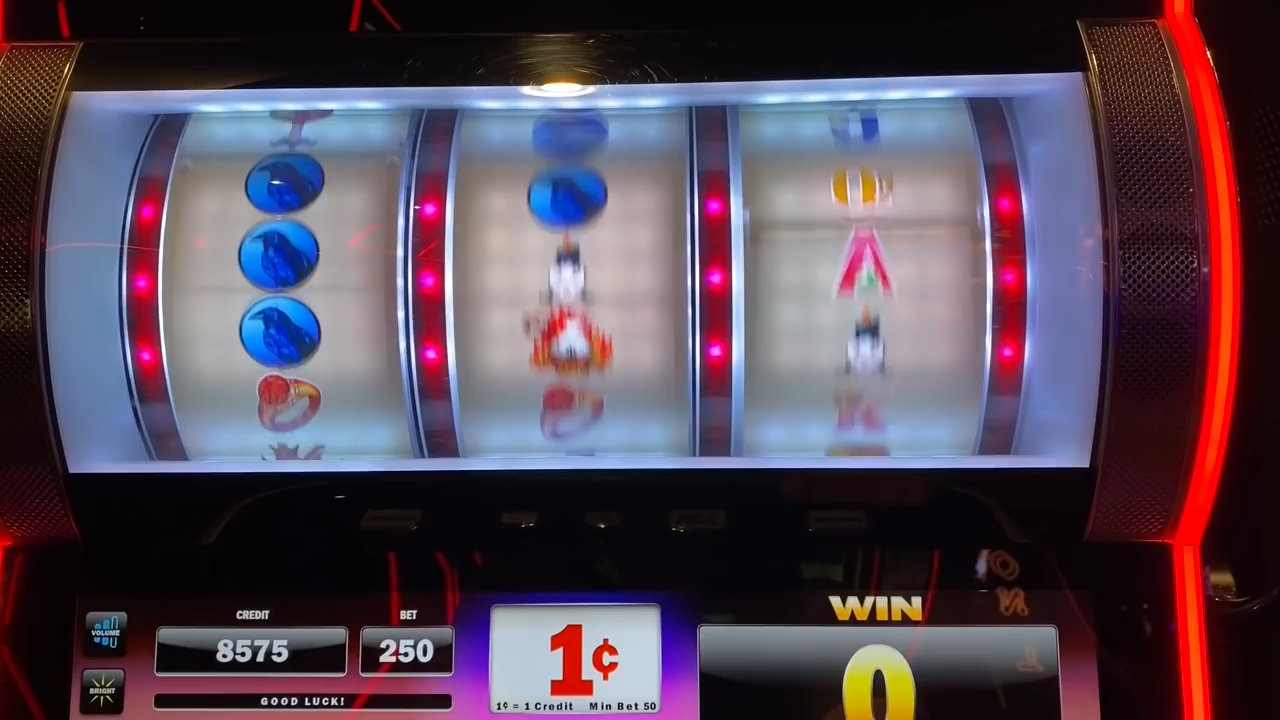 WIN
CREDIT
BET
VOLUME
8575
250
1¢
0
BRIGHT
GOOD LUCK!
1¢ = 1 Credit Min Bet 50